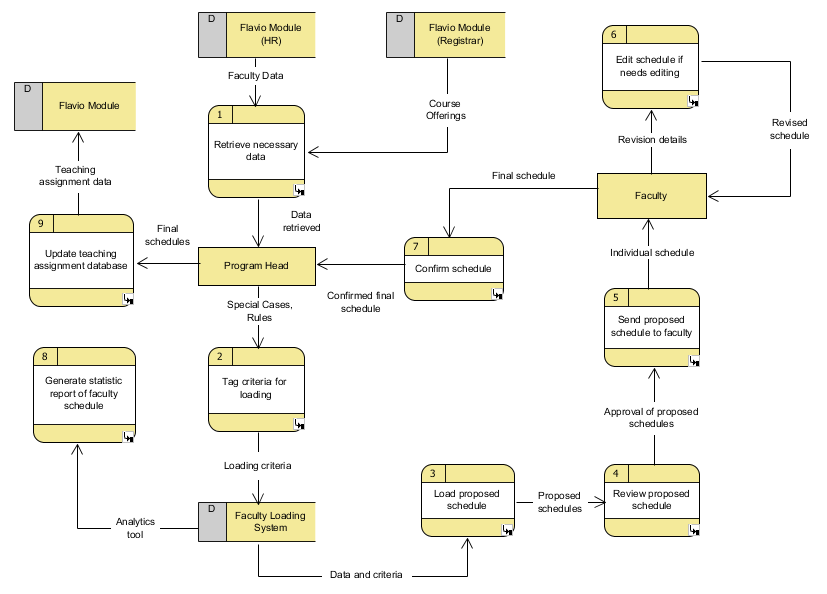 D
Flavio Module
(HR)
D
Flavio Module
(Registrar)
6
Edit schedule if
needs editing
D
Flavio Module
Faculty Data
Course
Offerings
1
Retrieve necessary
data
Revised
schedule
Revision details
Teaching
assignment data
Final schedule
Faculty
9
Update teaching
assignment database
Final
schedules
Data
retrieved
Program Head
7
Confirm schedule
Individual schedule
Confirmed final
schedule
Special Cases,
Rules
5
Send proposed
schedule to faculty
8
Generate statistic
report of faculty
schedule
2
Tag criteria for
loading
Approval of proposed
schedules
Loading criteria
3
Load proposed
schedule
Proposed
schedules
4
Review proposed
schedule
D
Faculty Loading
System
Analytics
tool
Data and criteria